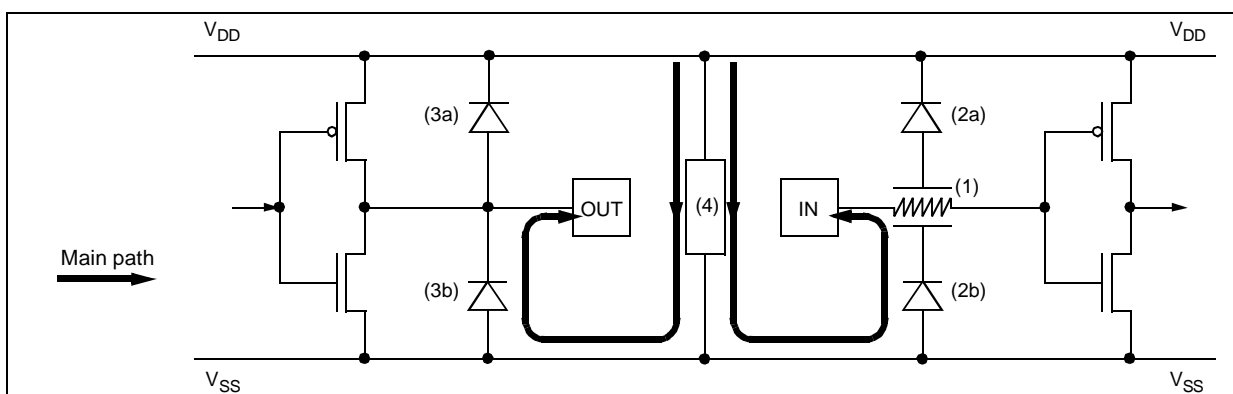 VDD
VDD
(3a)
(2a)
(1)
OUT
(4)
IN
Main path
(3b)
(2b)
VSS
VSS